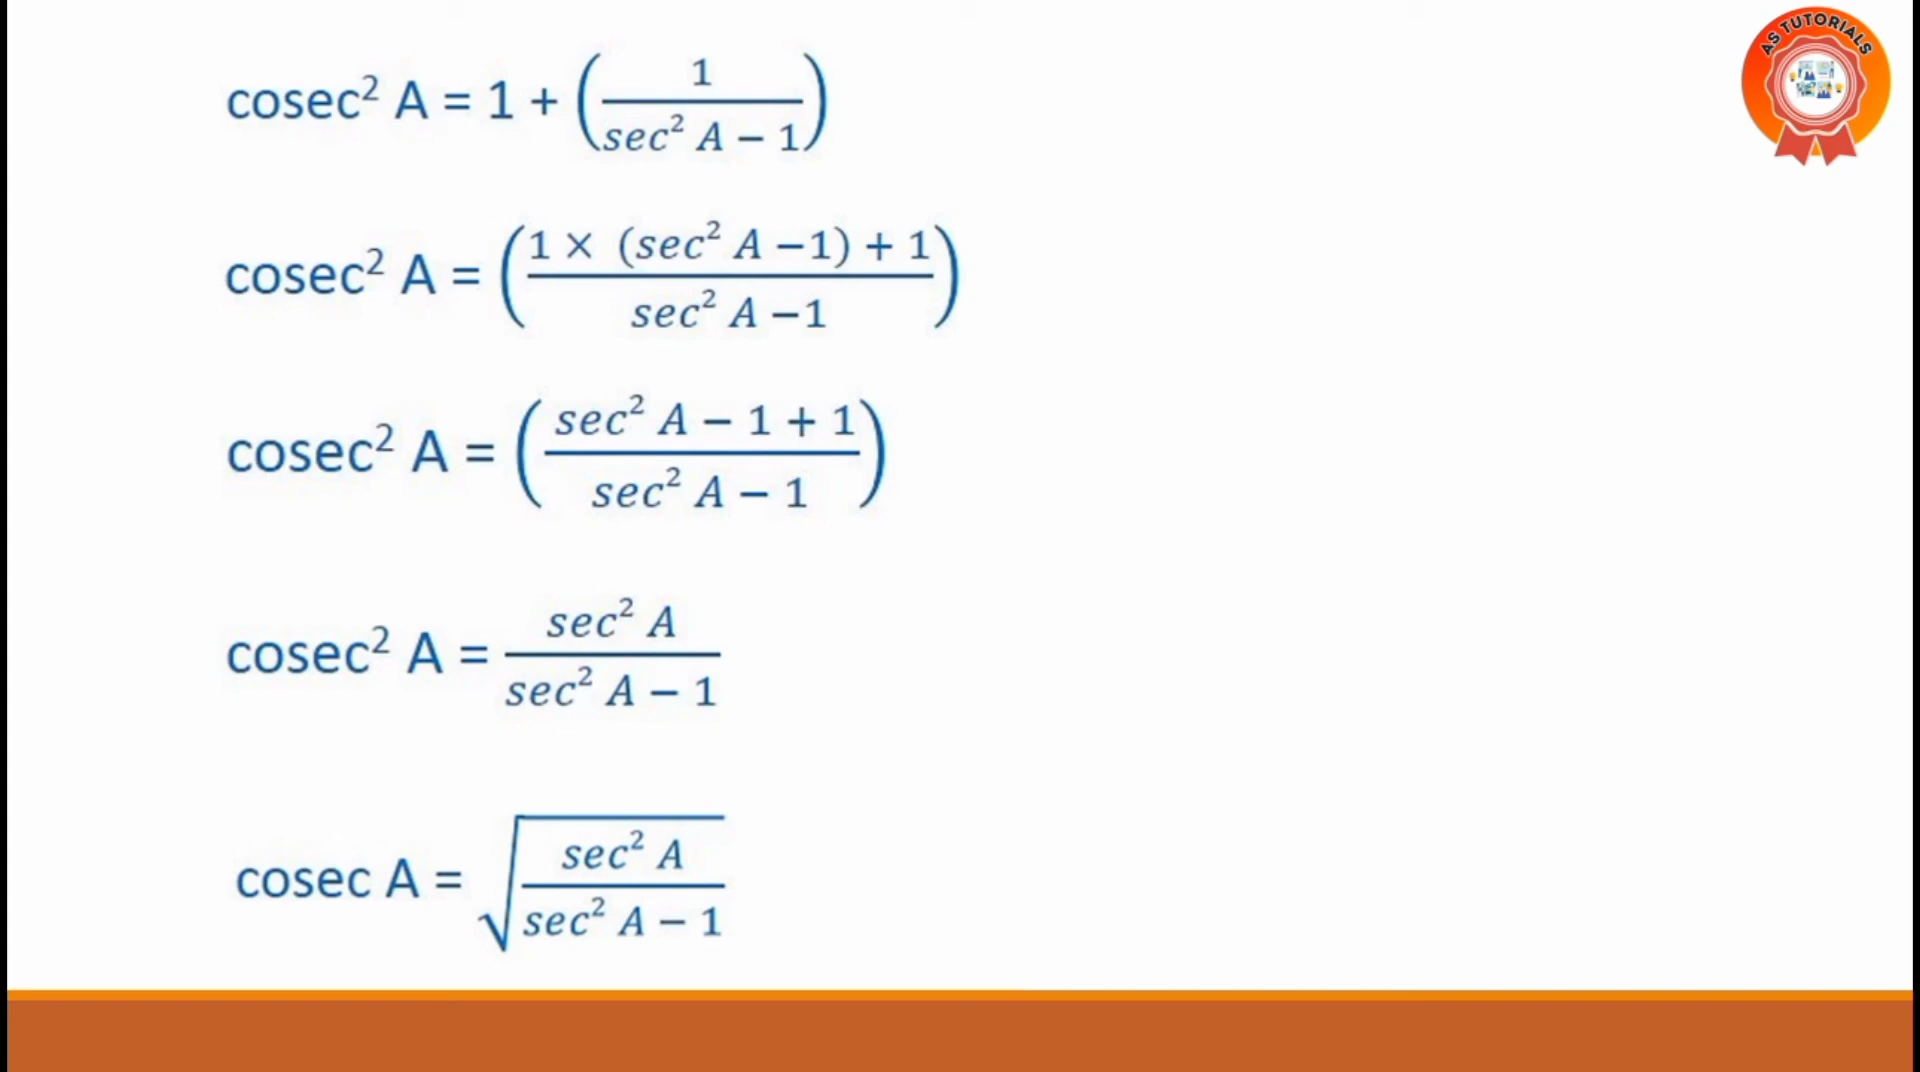 AS TUTORIALS
cosec² A = 1 + (1 / (sec² A − 1))
cosec² A = ((1 × (sec² A −1) + 1) / (sec² A −1))
cosec² A = ((sec² A − 1 + 1) / (sec² A − 1))
cosec² A = sec² A / (sec² A − 1)
cosec A = √(sec² A / (sec² A − 1))